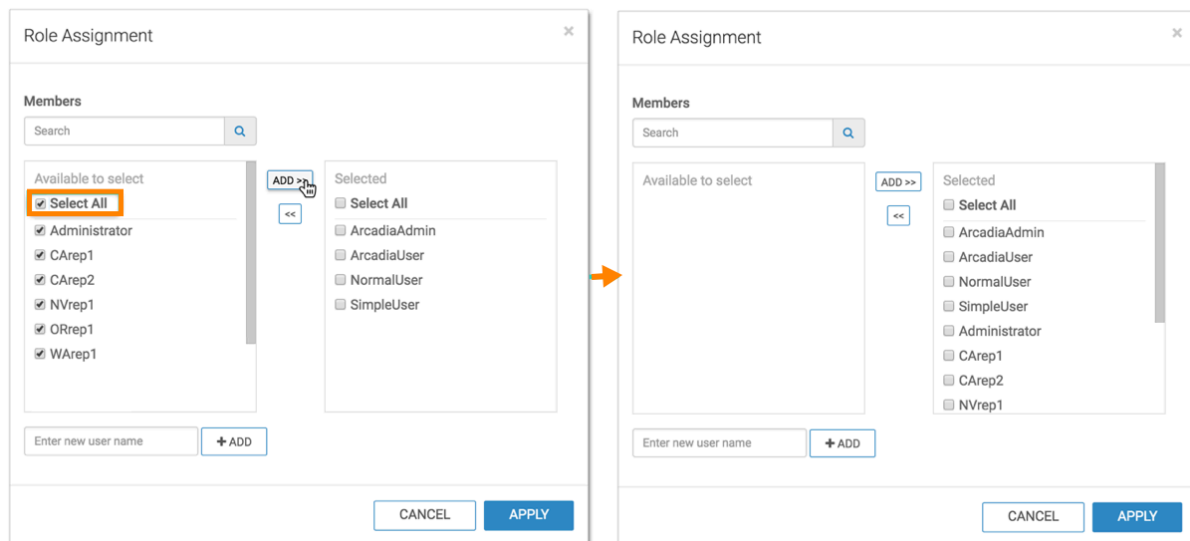 Role Assignment ×
Members
Search
Available to select
Select All
Administrator
CArep1
CArep2
NVrep1
ORrep1
WArep1
ADD >>
<<
Selected
Select All
ArcadiaAdmin
ArcadiaUser
NormalUser
SimpleUser
Enter new user name
+ ADD
CANCEL
APPLY
Role Assignment ×
Members
Search
Available to select
ADD >>
<<
Selected
Select All
ArcadiaAdmin
ArcadiaUser
NormalUser
SimpleUser
Administrator
CArep1
CArep2
NVrep1
Enter new user name
+ ADD
CANCEL
APPLY